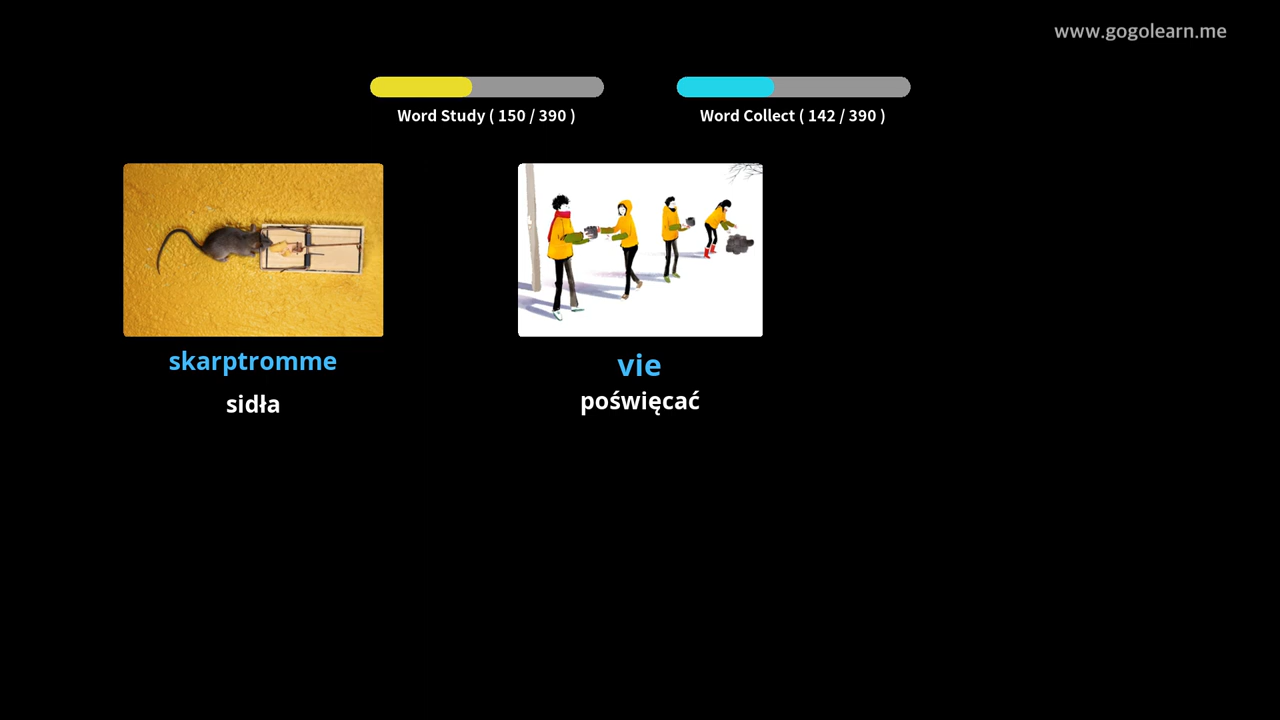 www.gogolearn.me
Word Study ( 150 / 390 )
Word Collect ( 142 / 390 )
skarptromme
sidła
vie
poświęcać